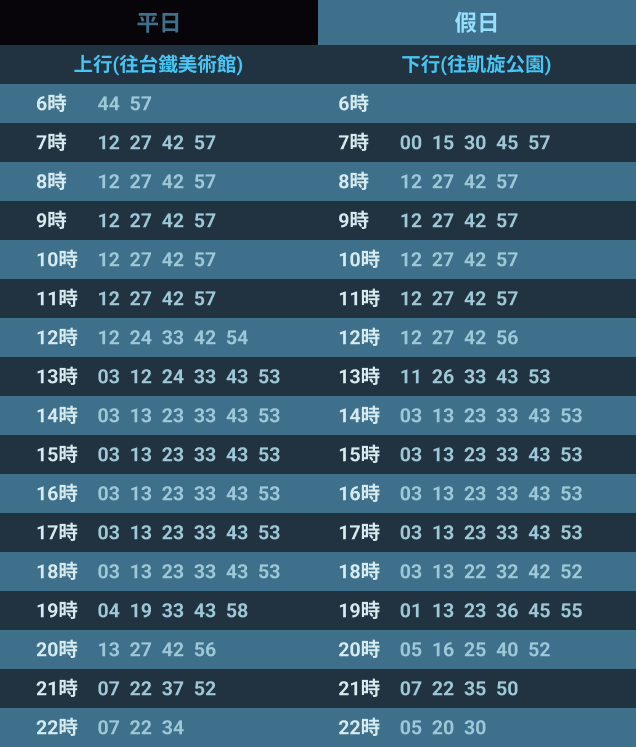 平日 假日
上行(往台鐵美術館) 下行(往凱旋公園)
6時 44 57 6時
7時 12 27 42 57 7時 00 15 30 45 57
8時 12 27 42 57 8時 12 27 42 57
9時 12 27 42 57 9時 12 27 42 57
10時 12 27 42 57 10時 12 27 42 57
11時 12 27 42 57 11時 12 27 42 57
12時 12 24 33 42 54 12時 12 27 42 56
13時 03 12 24 33 43 53 13時 11 26 33 43 53
14時 03 13 23 33 43 53 14時 03 13 23 33 43 53
15時 03 13 23 33 43 53 15時 03 13 23 33 43 53
16時 03 13 23 33 43 53 16時 03 13 23 33 43 53
17時 03 13 23 33 43 53 17時 03 13 23 33 43 53
18時 03 13 23 33 43 53 18時 03 13 22 32 42 52
19時 04 19 33 43 58 19時 01 13 23 36 45 55
20時 13 27 42 56 20時 05 16 25 40 52
21時 07 22 37 52 21時 07 22 35 50
22時 07 22 34 22時 05 20 30